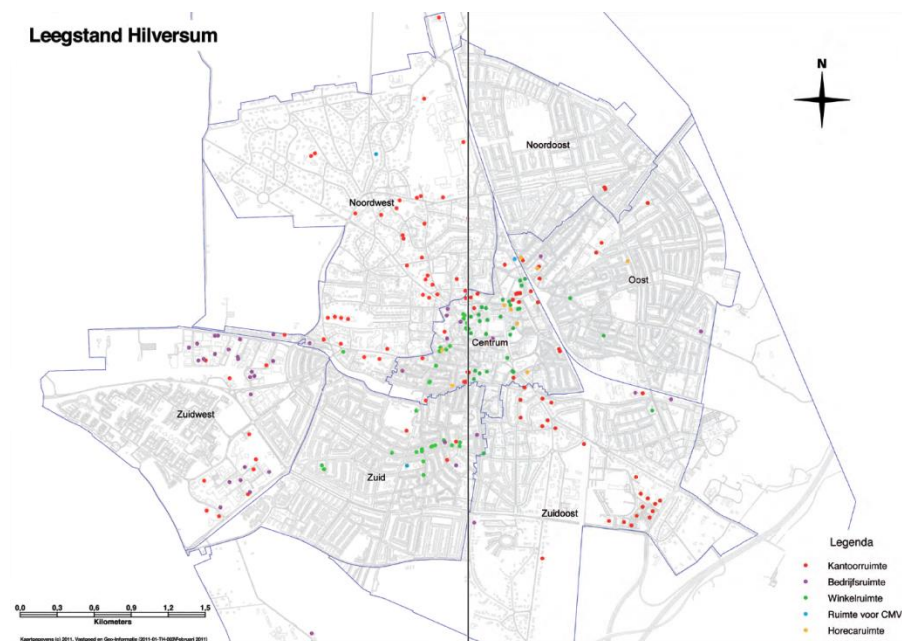 Leegstand Hilversum
N
Noordoost
Noordwest
Oost
Centrum
Zuidwest
Zuid
Zuidoost
Legenda
Kantoorruimte
Bedrijfsruimte
Winkelruimte
Ruimte voor CMV
Horecaruimte
0,0 0,3 0,6 0,9 1,2 1,5
Kilometers